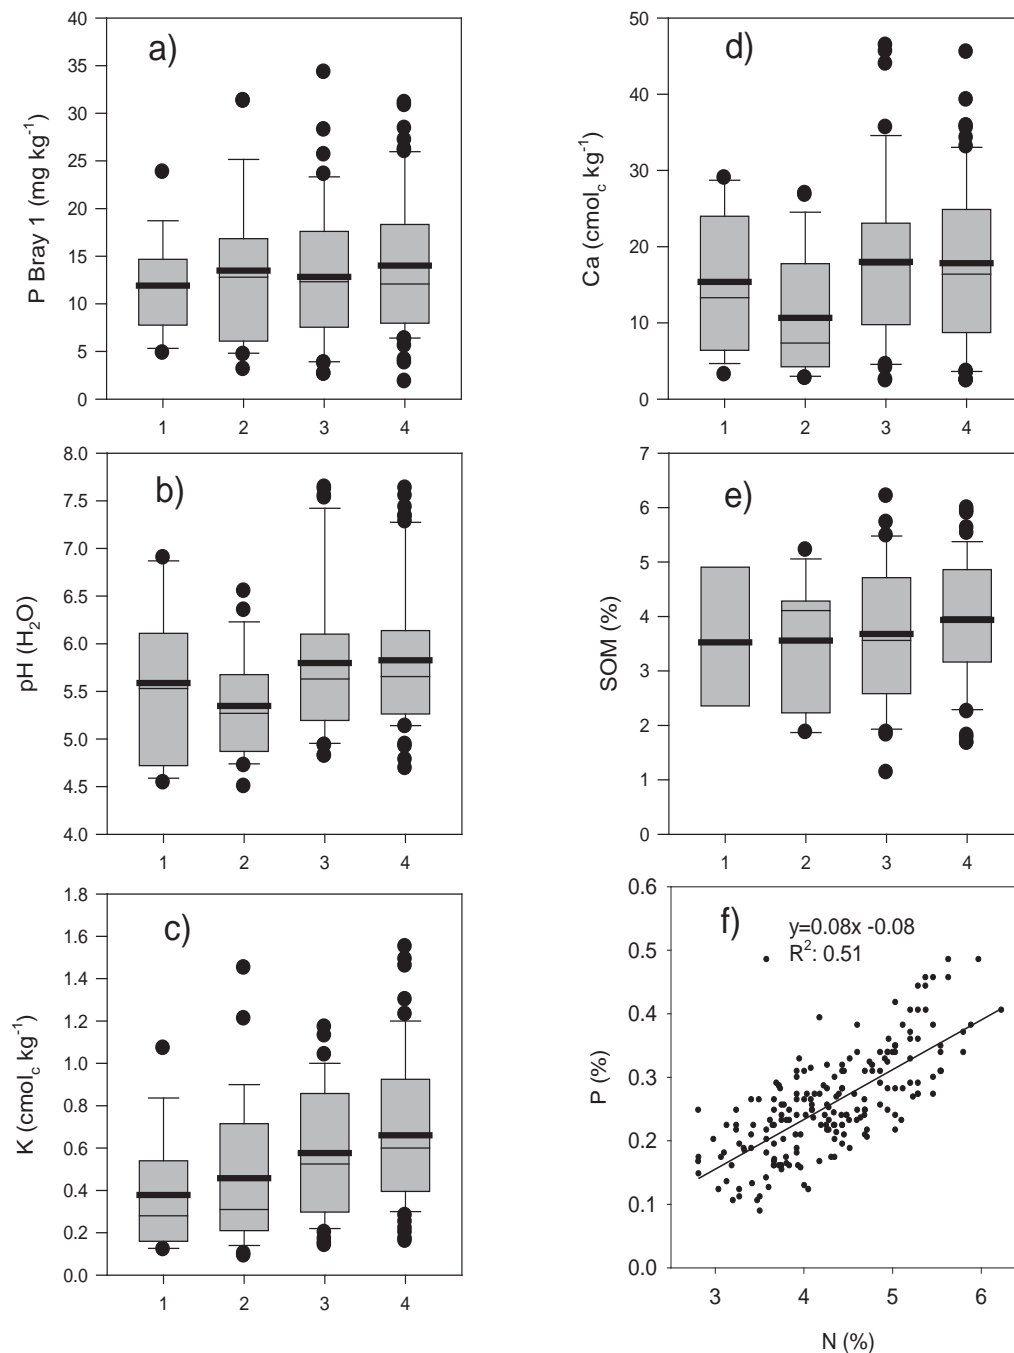 a)
P Bray 1 (mg kg⁻¹)
40
35
30
25
20
15
10
5
0
1 2 3 4
d)
Ca (cmol꜀ kg⁻¹)
50
40
30
20
10
0
1 2 3 4
b)
pH (H₂O)
8.0
7.5
7.0
6.5
6.0
5.5
5.0
4.5
4.0
1 2 3 4
e)
SOM (%)
7
6
5
4
3
2
1
0
1 2 3 4
c)
K (cmol꜀ kg⁻¹)
1.8
1.6
1.4
1.2
1.0
0.8
0.6
0.4
0.2
0.0
1 2 3 4
f)
y=0.08x -0.08
R²: 0.51
P (%)
0.6
0.5
0.4
0.3
0.2
0.1
0.0
3 4 5 6
N (%)